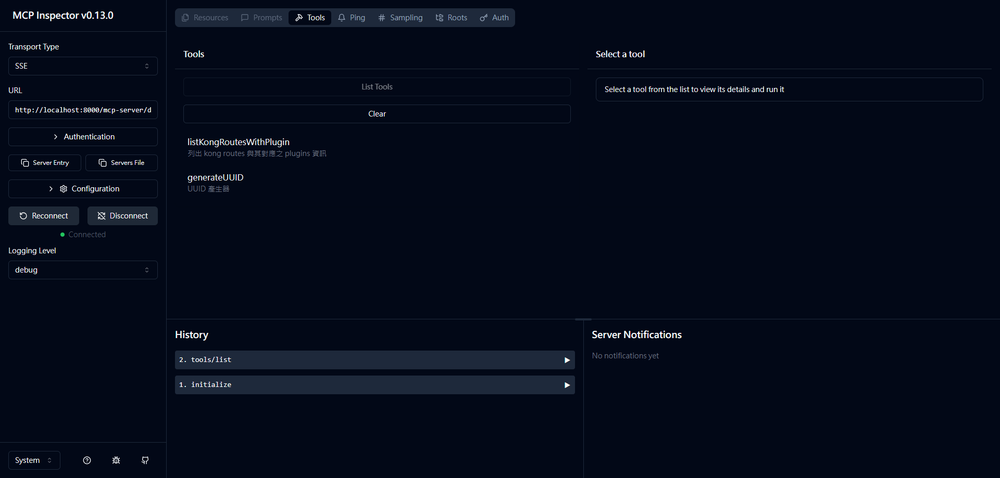 MCP Inspector v0.13.0
Transport Type
SSE
URL
http://localhost:8000/mcp-server/d
Authentication
Server Entry
Servers File
Configuration
Reconnect
Disconnect
Connected
Logging Level
debug
System
Resources
Prompts
Tools
Ping
Sampling
Roots
Auth
Tools
List Tools
Clear
listKongRoutesWithPlugin
列出 kong routes 與其對應之 plugins 資訊
generateUUID
UUID 產生器
Select a tool
Select a tool from the list to view its details and run it
History
2. tools/list
1. initialize
Server Notifications
No notifications yet